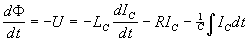 dΦ/dt = −U = −L_C dI_C/dt − RI_C − 1/C ∫ I_C dt